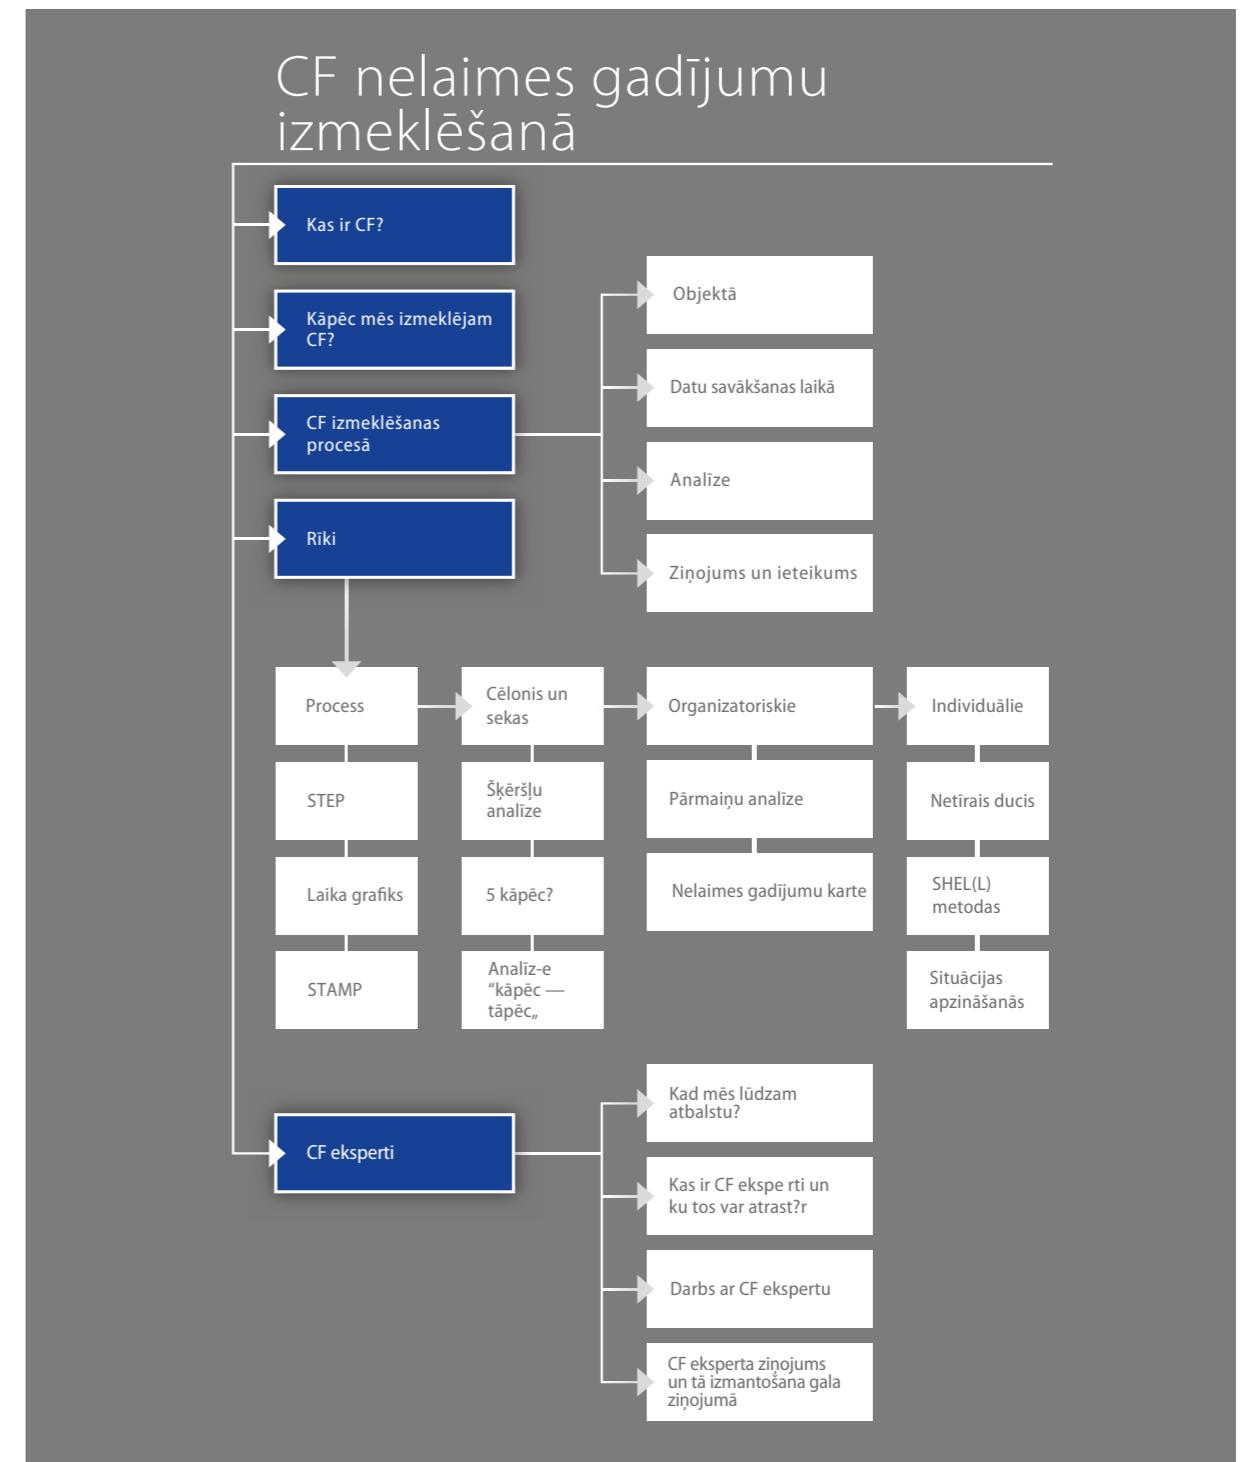 CF nelaimes gadījumu
izmeklēšanā
Kas ir CF?
Kāpēc mēs izmeklējam
CF?
CF izmeklēšanas
procesā
Objektā
Datu savākšanas laikā
Analīze
Ziņojums un ieteikums
Rīki
Process
STEP
Laika grafiks
STAMP
Cēlonis un
sekas
Šķēršļu
analīze
5 kāpēc?
Analīz-e
“kāpēc —
tāpēc„
Organizatoriskie
Pārmaiņu analīze
Nelaimes gadījumu karte
Individuālie
Netīrais ducis
SHEL(L)
metodas
Situācijas
apzināšanās
CF eksperti
Kad mēs lūdzam
atbalstu?
Kas ir CF ekspe rti un
ku tos var atrast?r
Darbs ar CF ekspertu
CF eksperta ziņojums
un tā izmantošana gala
ziņojumā